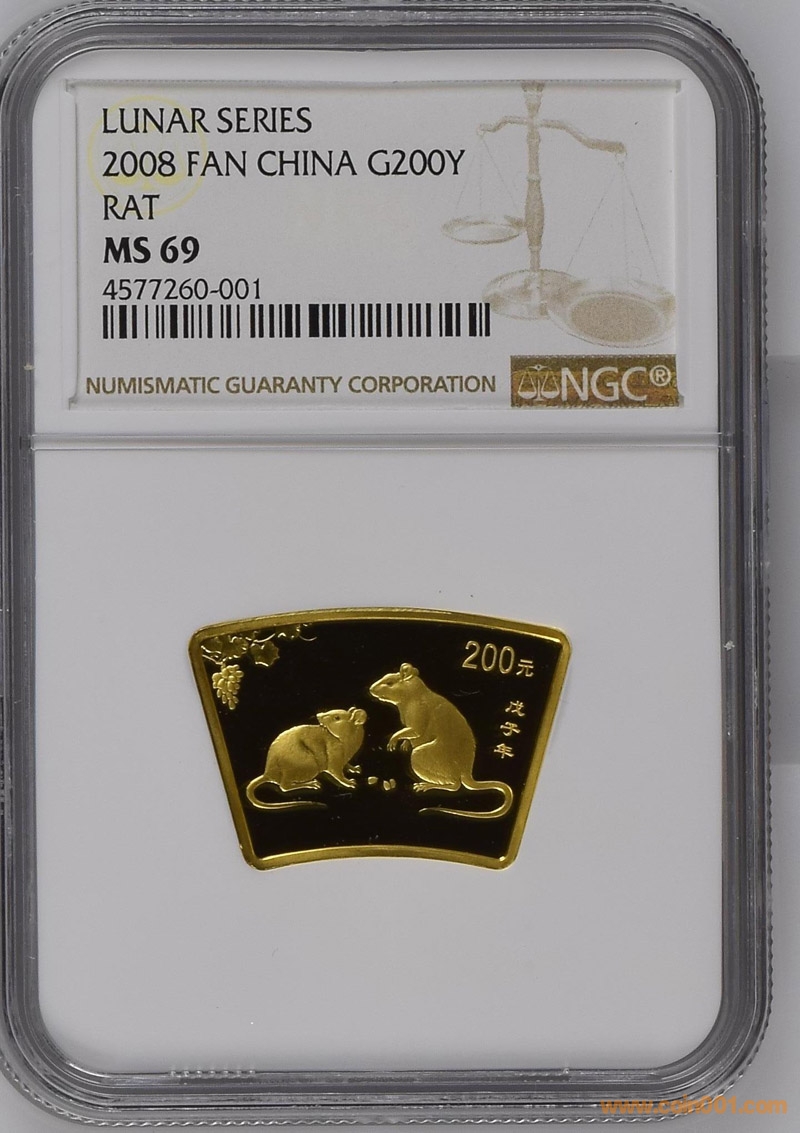 LUNAR SERIES
2008 FAN CHINA G200Y
RAT
MS 69
4577260-001
NUMISMATIC GUARANTY CORPORATION
NGC®
200元
戊子年
www.coin001.com